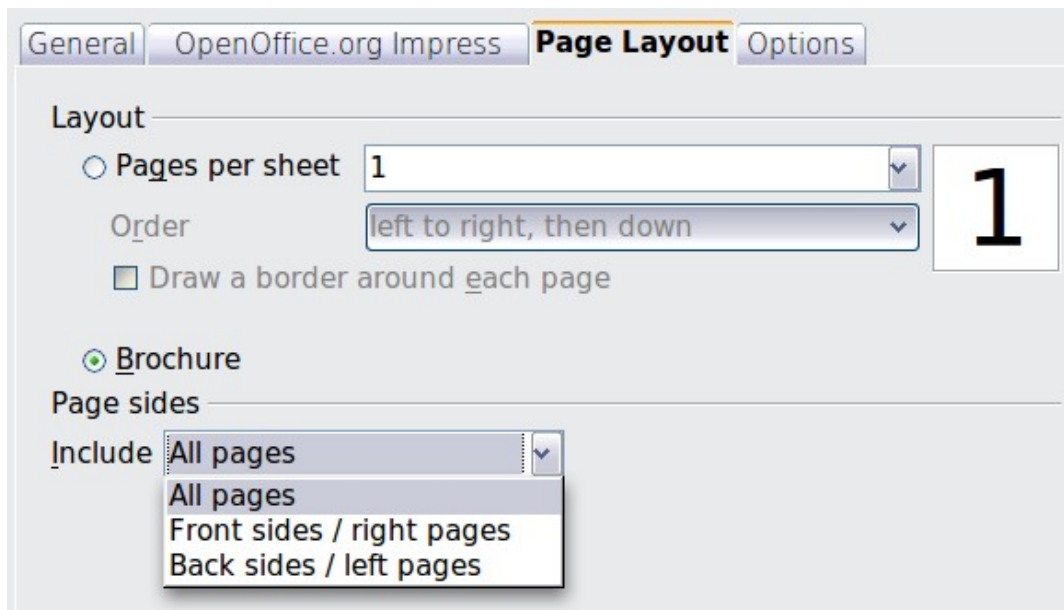 General OpenOffice.org Impress Page Layout Options
Layout
Pages per sheet 1
1
Order left to right, then down
Draw a border around each page
Brochure
Page sides
Include All pages
All pages
Front sides / right pages
Back sides / left pages